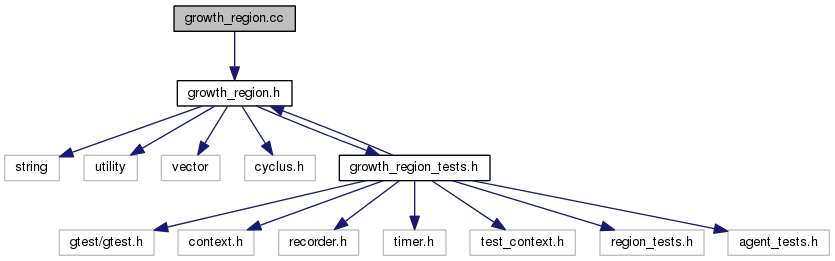 growth_region.cc
growth_region.h
string
utility
vector
cyclus.h
growth_region_tests.h
gtest/gtest.h
context.h
recorder.h
timer.h
test_context.h
region_tests.h
agent_tests.h